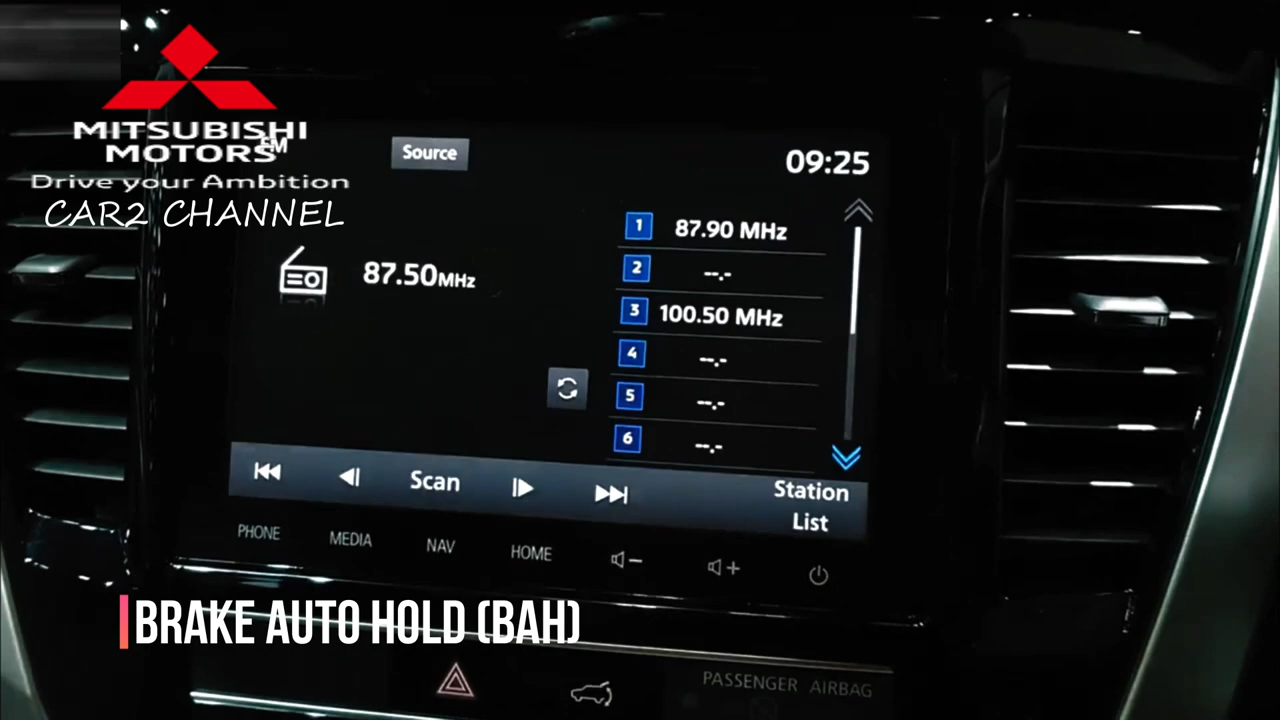 MITSUBISHI
MOTORS
Drive your Ambition
CAR2 CHANNEL
FM
Source
09:25
87.50MHz
1 87.90 MHz
2 --.-
3 100.50 MHz
4 --.-
5 --.-
6 --.-
Scan
Station
List
PHONE MEDIA NAV HOME
BRAKE AUTO HOLD (BAH)
PASSENGER AIRBAG